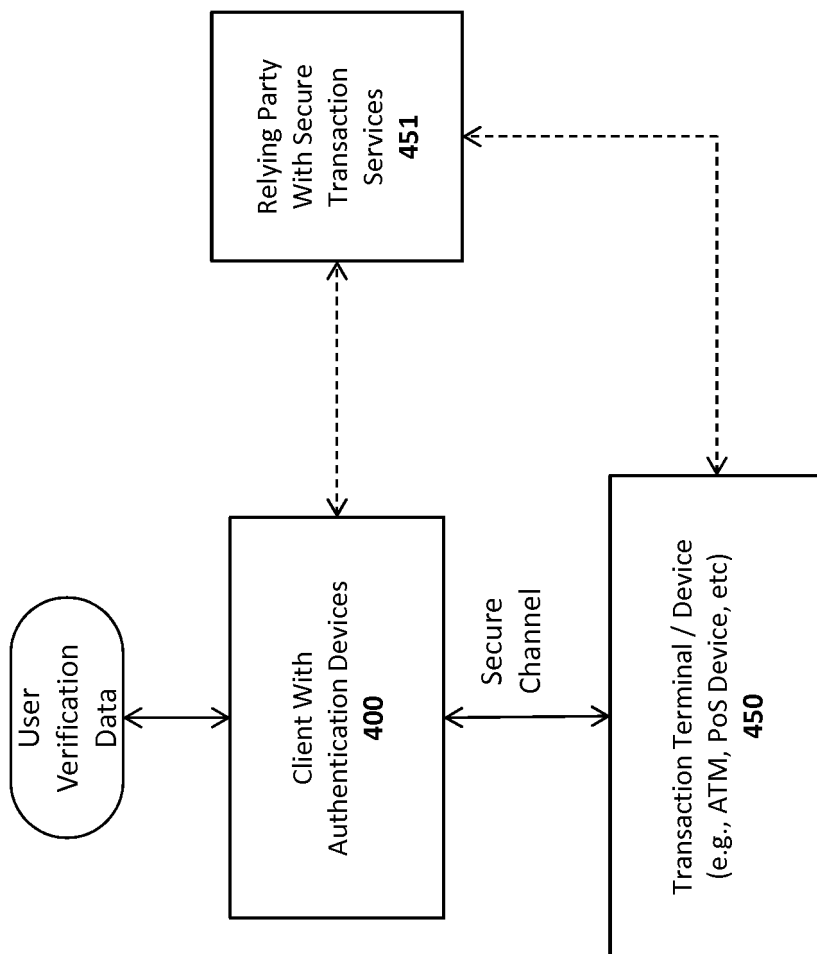 User
Verification
Data
Client With
Authentication Devices
400
Relying Party
With Secure
Transaction
Services
451
Secure
Channel
Transaction Terminal / Device
(e.g., ATM, PoS Device, etc)
450